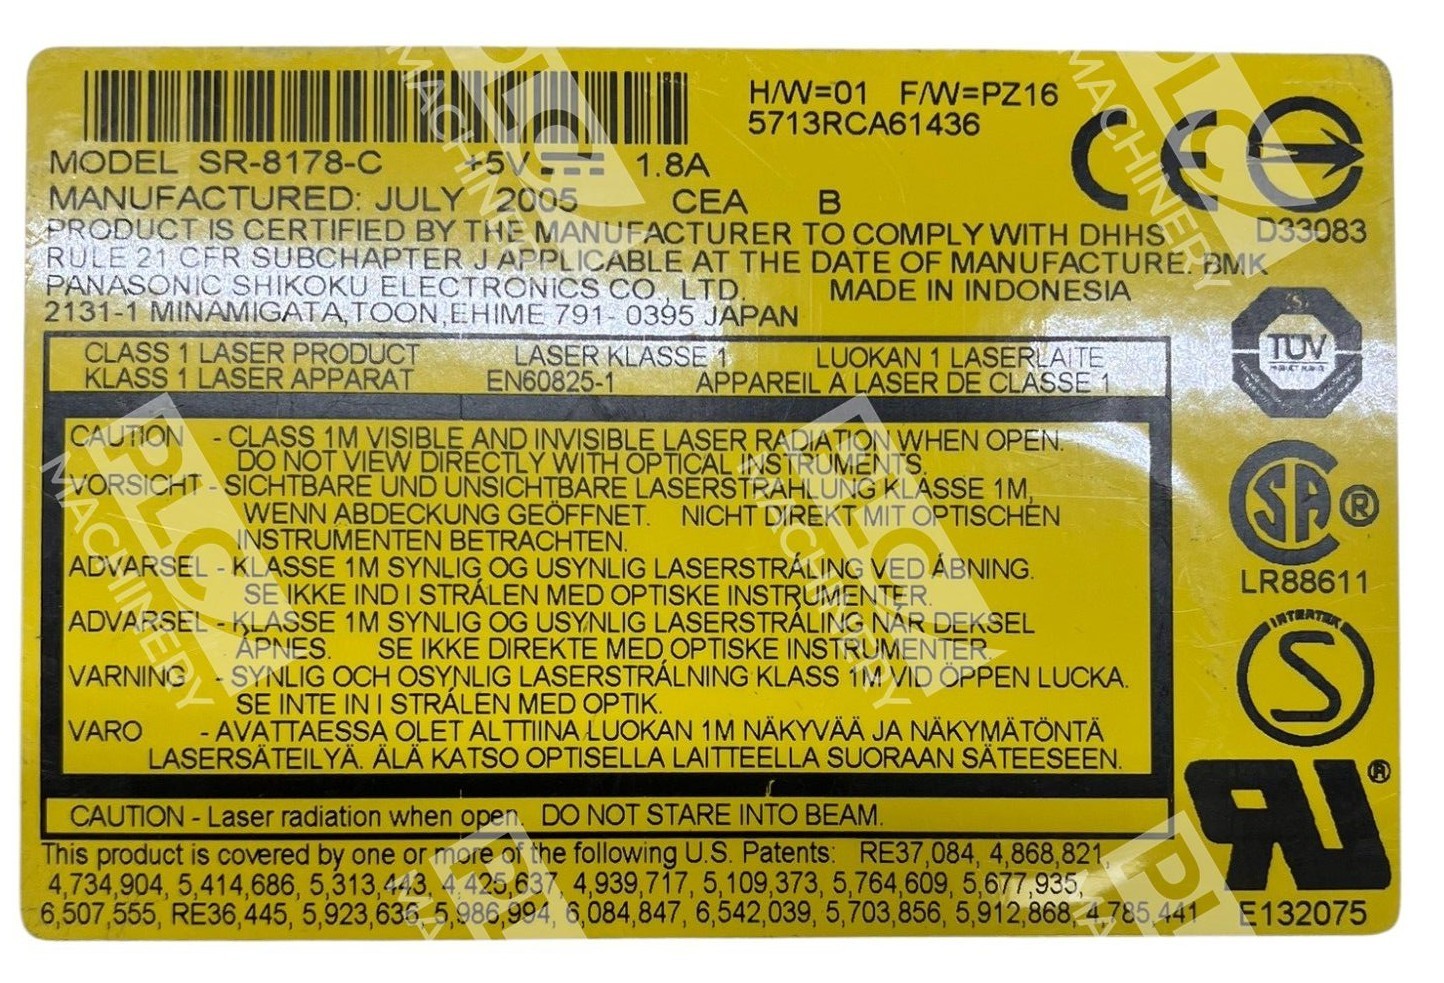 H/W=01 F/W=PZ16
5713RCA61436
MODEL SR-8178-C +5V 1.8A
MANUFACTURED: JULY 2005 CEA B
PRODUCT IS CERTIFIED BY THE MANUFACTURER TO COMPLY WITH DHHS
RULE 21 CFR SUBCHAPTER J APPLICABLE AT THE DATE OF MANUFACTURE. BMK
PANASONIC SHIKOKU ELECTRONICS CO., LTD. MADE IN INDONESIA
2131-1 MINAMIGATA,TOON,EHIME 791- 0395 JAPAN
CE
D33083
CLASS 1 LASER PRODUCT LASER KLASSE 1 LUOKAN 1 LASERLAITE
KLASS 1 LASER APPARAT EN60825-1 APPAREIL A LASER DE CLASSE 1
CAUTION - CLASS 1M VISIBLE AND INVISIBLE LASER RADIATION WHEN OPEN.
DO NOT VIEW DIRECTLY WITH OPTICAL INSTRUMENTS.
VORSICHT - SICHTBARE UND UNSICHTBARE LASERSTRAHLUNG KLASSE 1M,
WENN ABDECKUNG GEÖFFNET. NICHT DIREKT MIT OPTISCHEN
INSTRUMENTEN BETRACHTEN.
ADVARSEL - KLASSE 1M SYNLIG OG USYNLIG LASERSTRÅLING VED ÅBNING.
SE IKKE IND I STRÅLEN MED OPTISKE INSTRUMENTER.
ADVARSEL - KLASSE 1M SYNLIG OG USYNLIG LASERSTRÅLING NÅR DEKSEL
ÅPNES. SE IKKE DIREKTE MED OPTISKE INSTRUMENTER.
VARNING - SYNLIG OCH OSYNLIG LASERSTRÅLNING KLASS 1M VID ÖPPEN LUCKA.
SE INTE IN I STRÅLEN MED OPTIK.
VARO - AVATTAESSA OLET ALTTIINA LUOKAN 1M NÄKYVÄÄ JA NÄKYMÄTÖNTÄ
LASERSÄTEILYÄ. ÄLÄ KATSO OPTISELLA LAITTEELLA SUORAAN SÄTEESEEN.
CAUTION - Laser radiation when open. DO NOT STARE INTO BEAM.
This product is covered by one or more of the following U.S. Patents: RE37,084, 4,868,821,
4,734,904, 5,414,686, 5,313,443, 4,425,637, 4,939,717, 5,109,373, 5,764,609, 5,677,935,
6,507,555, RE36,445, 5,923,636, 5,986,994, 6,084,847, 6,542,039, 5,703,856, 5,912,868, 4,785,441
TUV
SA ®
LR88611
INTERTEK
S
RU ®
E132075
PLC MACHINERY
PLC MACHINERY
PLC MACHINERY
PLC MACHINERY